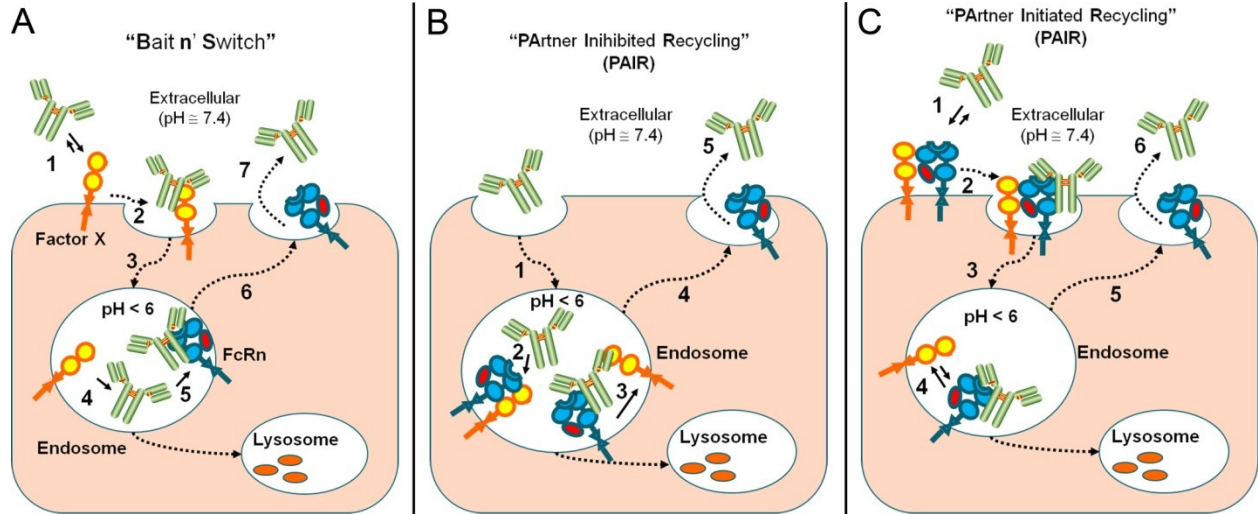 A
"Bait n' Switch"
Extracellular
(pH ≅ 7.4)
1
2
7
Factor X
3
6
pH < 6
FcRn
4
5
Endosome
Lysosome
B
"PArtner Inihibited Recycling"
(PAIR)
Extracellular
(pH ≅ 7.4)
5
1
4
pH < 6
2
Endosome
3
Lysosome
C
"PArtner Initiated Recycling"
(PAIR)
1
Extracellular
(pH ≅ 7.4)
6
2
3
5
pH < 6
Endosome
4
Lysosome